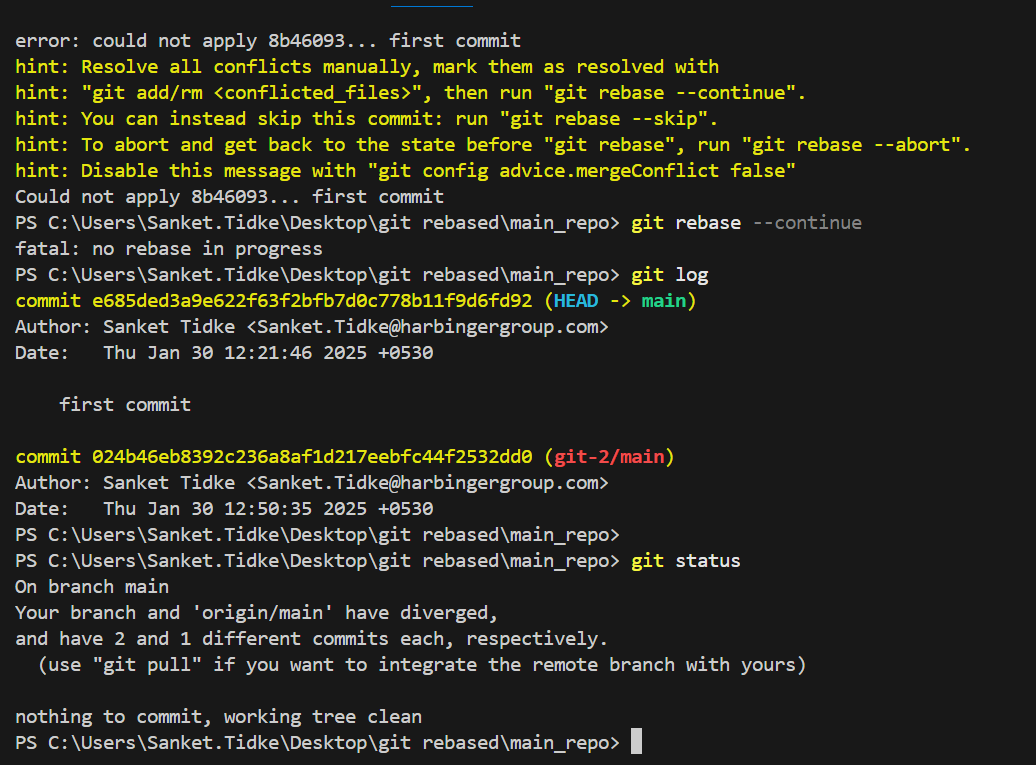 error: could not apply 8b46093... first commit
hint: Resolve all conflicts manually, mark them as resolved with
hint: "git add/rm <conflicted_files>", then run "git rebase --continue".
hint: You can instead skip this commit: run "git rebase --skip".
hint: To abort and get back to the state before "git rebase", run "git rebase --abort".
hint: Disable this message with "git config advice.mergeConflict false"
Could not apply 8b46093... first commit
PS C:\Users\Sanket.Tidke\Desktop\git rebased\main_repo> git rebase --continue
fatal: no rebase in progress
PS C:\Users\Sanket.Tidke\Desktop\git rebased\main_repo> git log
commit e685ded3a9e622f63f2bfb7d0c778b11f9d6fd92 (HEAD -> main)
Author: Sanket Tidke <Sanket.Tidke@harbingergroup.com>
Date:   Thu Jan 30 12:21:46 2025 +0530

    first commit

commit 024b46eb8392c236a8af1d217eebfc44f2532dd0 (git-2/main)
Author: Sanket Tidke <Sanket.Tidke@harbingergroup.com>
Date:   Thu Jan 30 12:50:35 2025 +0530
PS C:\Users\Sanket.Tidke\Desktop\git rebased\main_repo>
PS C:\Users\Sanket.Tidke\Desktop\git rebased\main_repo> git status
On branch main
Your branch and 'origin/main' have diverged,
and have 2 and 1 different commits each, respectively.
  (use "git pull" if you want to integrate the remote branch with yours)

nothing to commit, working tree clean
PS C:\Users\Sanket.Tidke\Desktop\git rebased\main_repo>